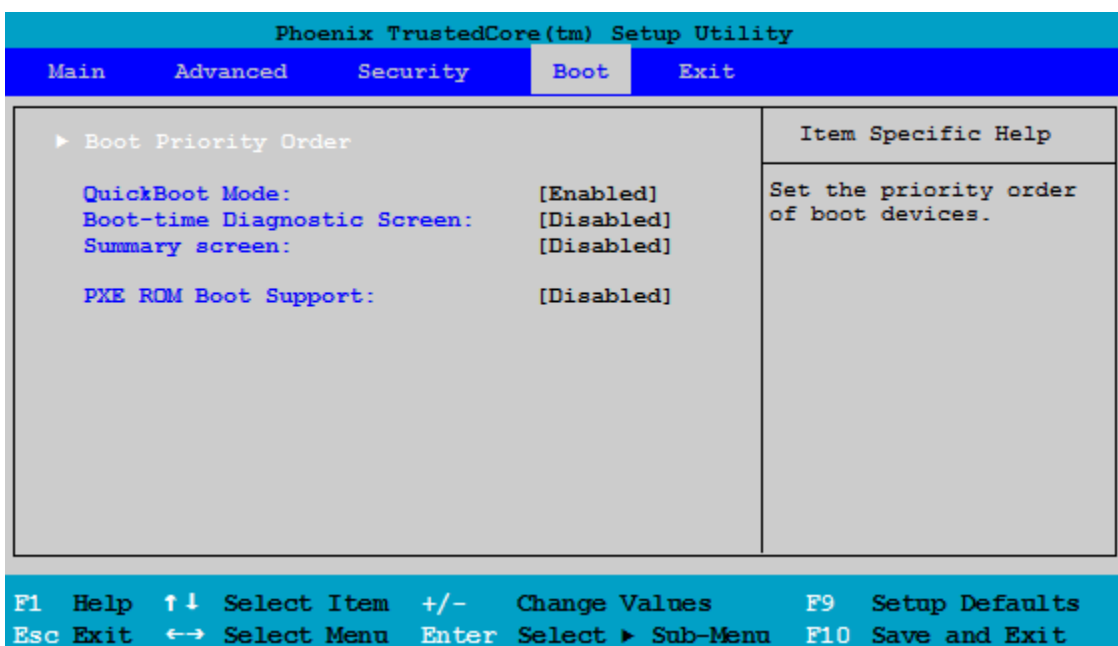 Phoenix TrustedCore(tm) Setup Utility
Main Advanced Security Boot Exit
▶ Boot Priority Order
QuickBoot Mode: [Enabled]
Boot-time Diagnostic Screen: [Disabled]
Summary screen: [Disabled]
PXE ROM Boot Support: [Disabled]
Item Specific Help
Set the priority order
of boot devices.
F1 Help ↑↓ Select Item +/- Change Values F9 Setup Defaults
Esc Exit ←→ Select Menu Enter Select ▶ Sub-Menu F10 Save and Exit